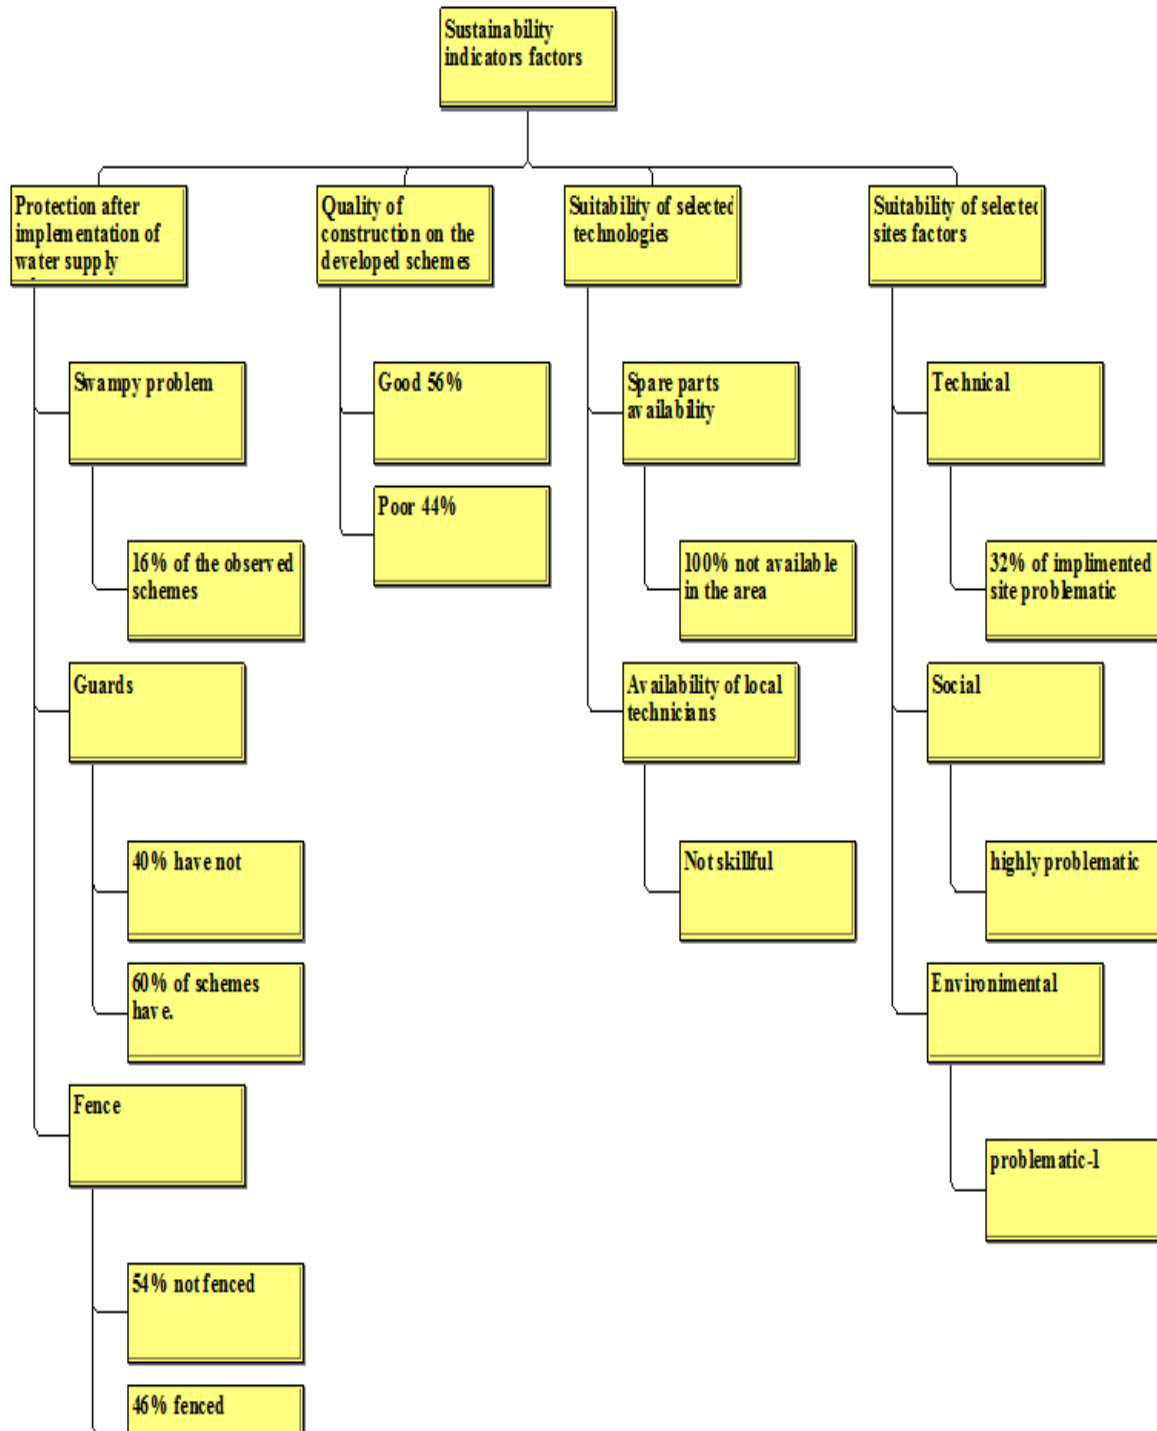 Sustainability
indicators factors
Protection after
implementation of
water supply
Quality of
construction on the
developed schemes
Suitability of selected
technologies
Suitability of selected
sites factors
Swampy problem
16% of the observed
schemes
Guards
40% have not
60% of schemes
have.
Fence
54% not fenced
46% fenced
Good 56%
Poor 44%
Spare parts
availability
100% not available
in the area
Availability of local
technicians
Not skillful
Technical
32% of implimented
site problematic
Social
highly problematic
Environimental
problematic-1